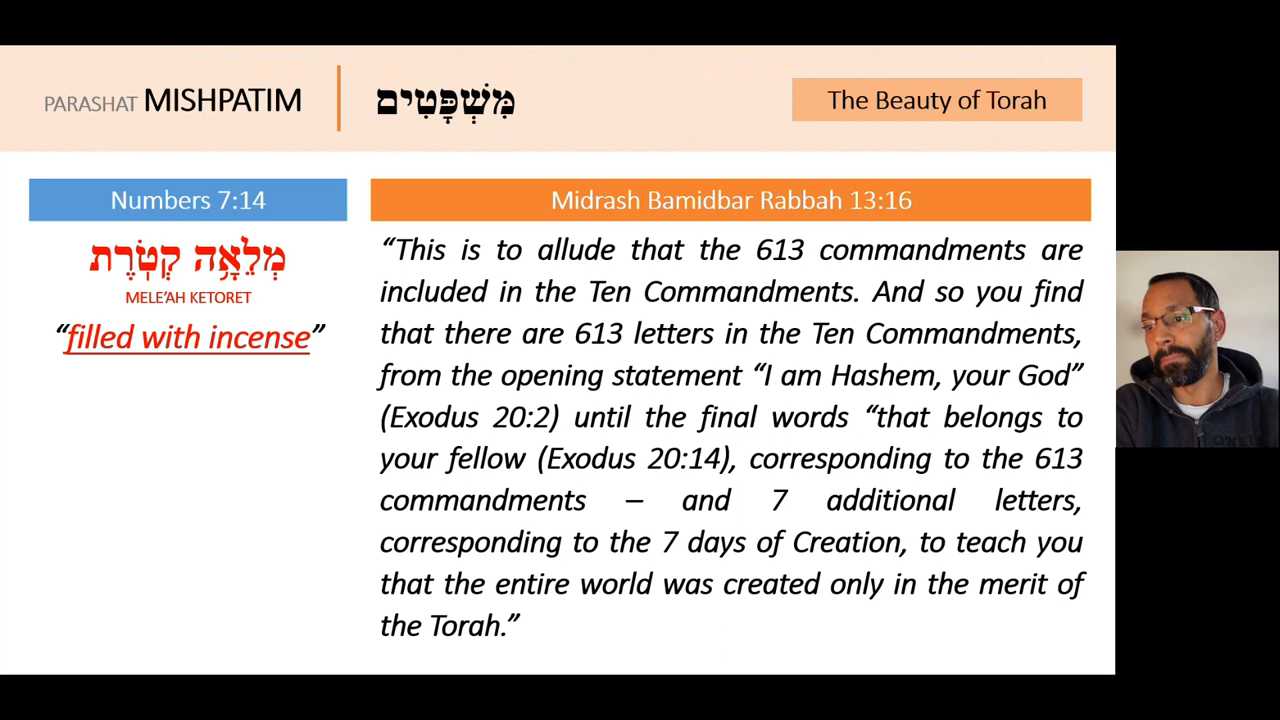 PARASHAT MISHPATIM
מִּשְׁפָּטִים
The Beauty of Torah
Numbers 7:14
מְלֵאָ֥ה קְטֹֽרֶת
MELE'AH KETORET
“filled with incense”
Midrash Bamidbar Rabbah 13:16
“This is to allude that the 613 commandments are
included in the Ten Commandments. And so you find
that there are 613 letters in the Ten Commandments,
from the opening statement “I am Hashem, your God”
(Exodus 20:2) until the final words “that belongs to
your fellow (Exodus 20:14), corresponding to the 613
commandments – and 7 additional letters,
corresponding to the 7 days of Creation, to teach you
that the entire world was created only in the merit of
the Torah.”